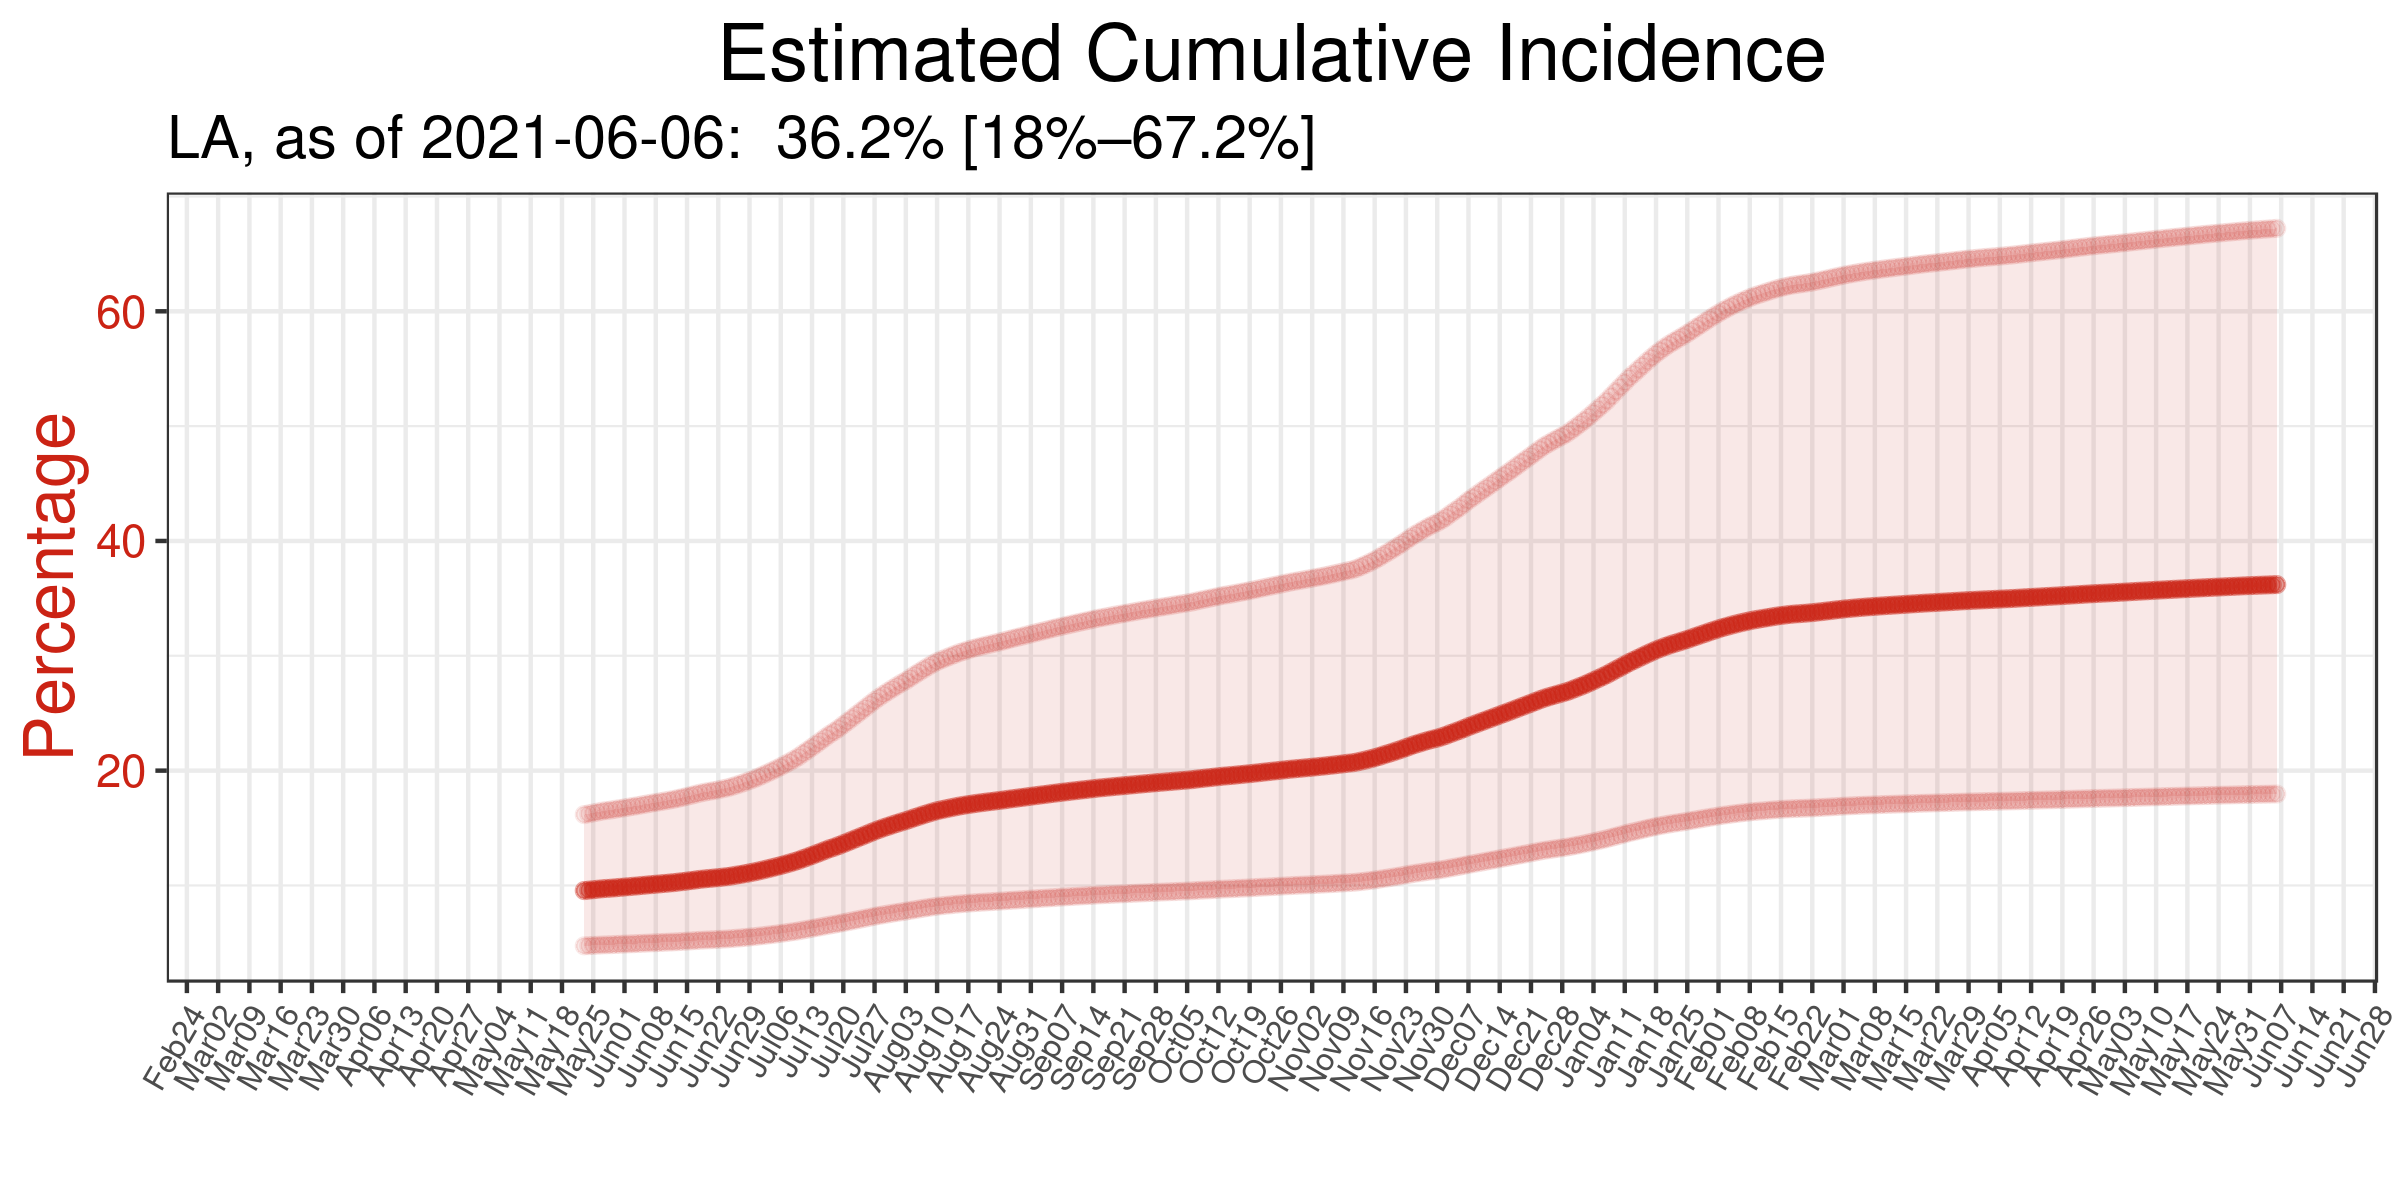 Estimated Cumulative Incidence
LA, as of 2021-06-06:  36.2% [18%–67.2%]
Percentage
60
40
20
Feb24
Mar02
Mar09
Mar16
Mar23
Mar30
Apr06
Apr13
Apr20
Apr27
May04
May11
May18
May25
Jun01
Jun08
Jun15
Jun22
Jun29
Jul06
Jul13
Jul20
Jul27
Aug03
Aug10
Aug17
Aug24
Aug31
Sep07
Sep14
Sep21
Sep28
Oct05
Oct12
Oct19
Oct26
Nov02
Nov09
Nov16
Nov23
Nov30
Dec07
Dec14
Dec21
Dec28
Jan04
Jan11
Jan18
Jan25
Feb01
Feb08
Feb15
Feb22
Mar01
Mar08
Mar15
Mar22
Mar29
Apr05
Apr12
Apr19
Apr26
May03
May10
May17
May24
May31
Jun07
Jun14
Jun21
Jun28